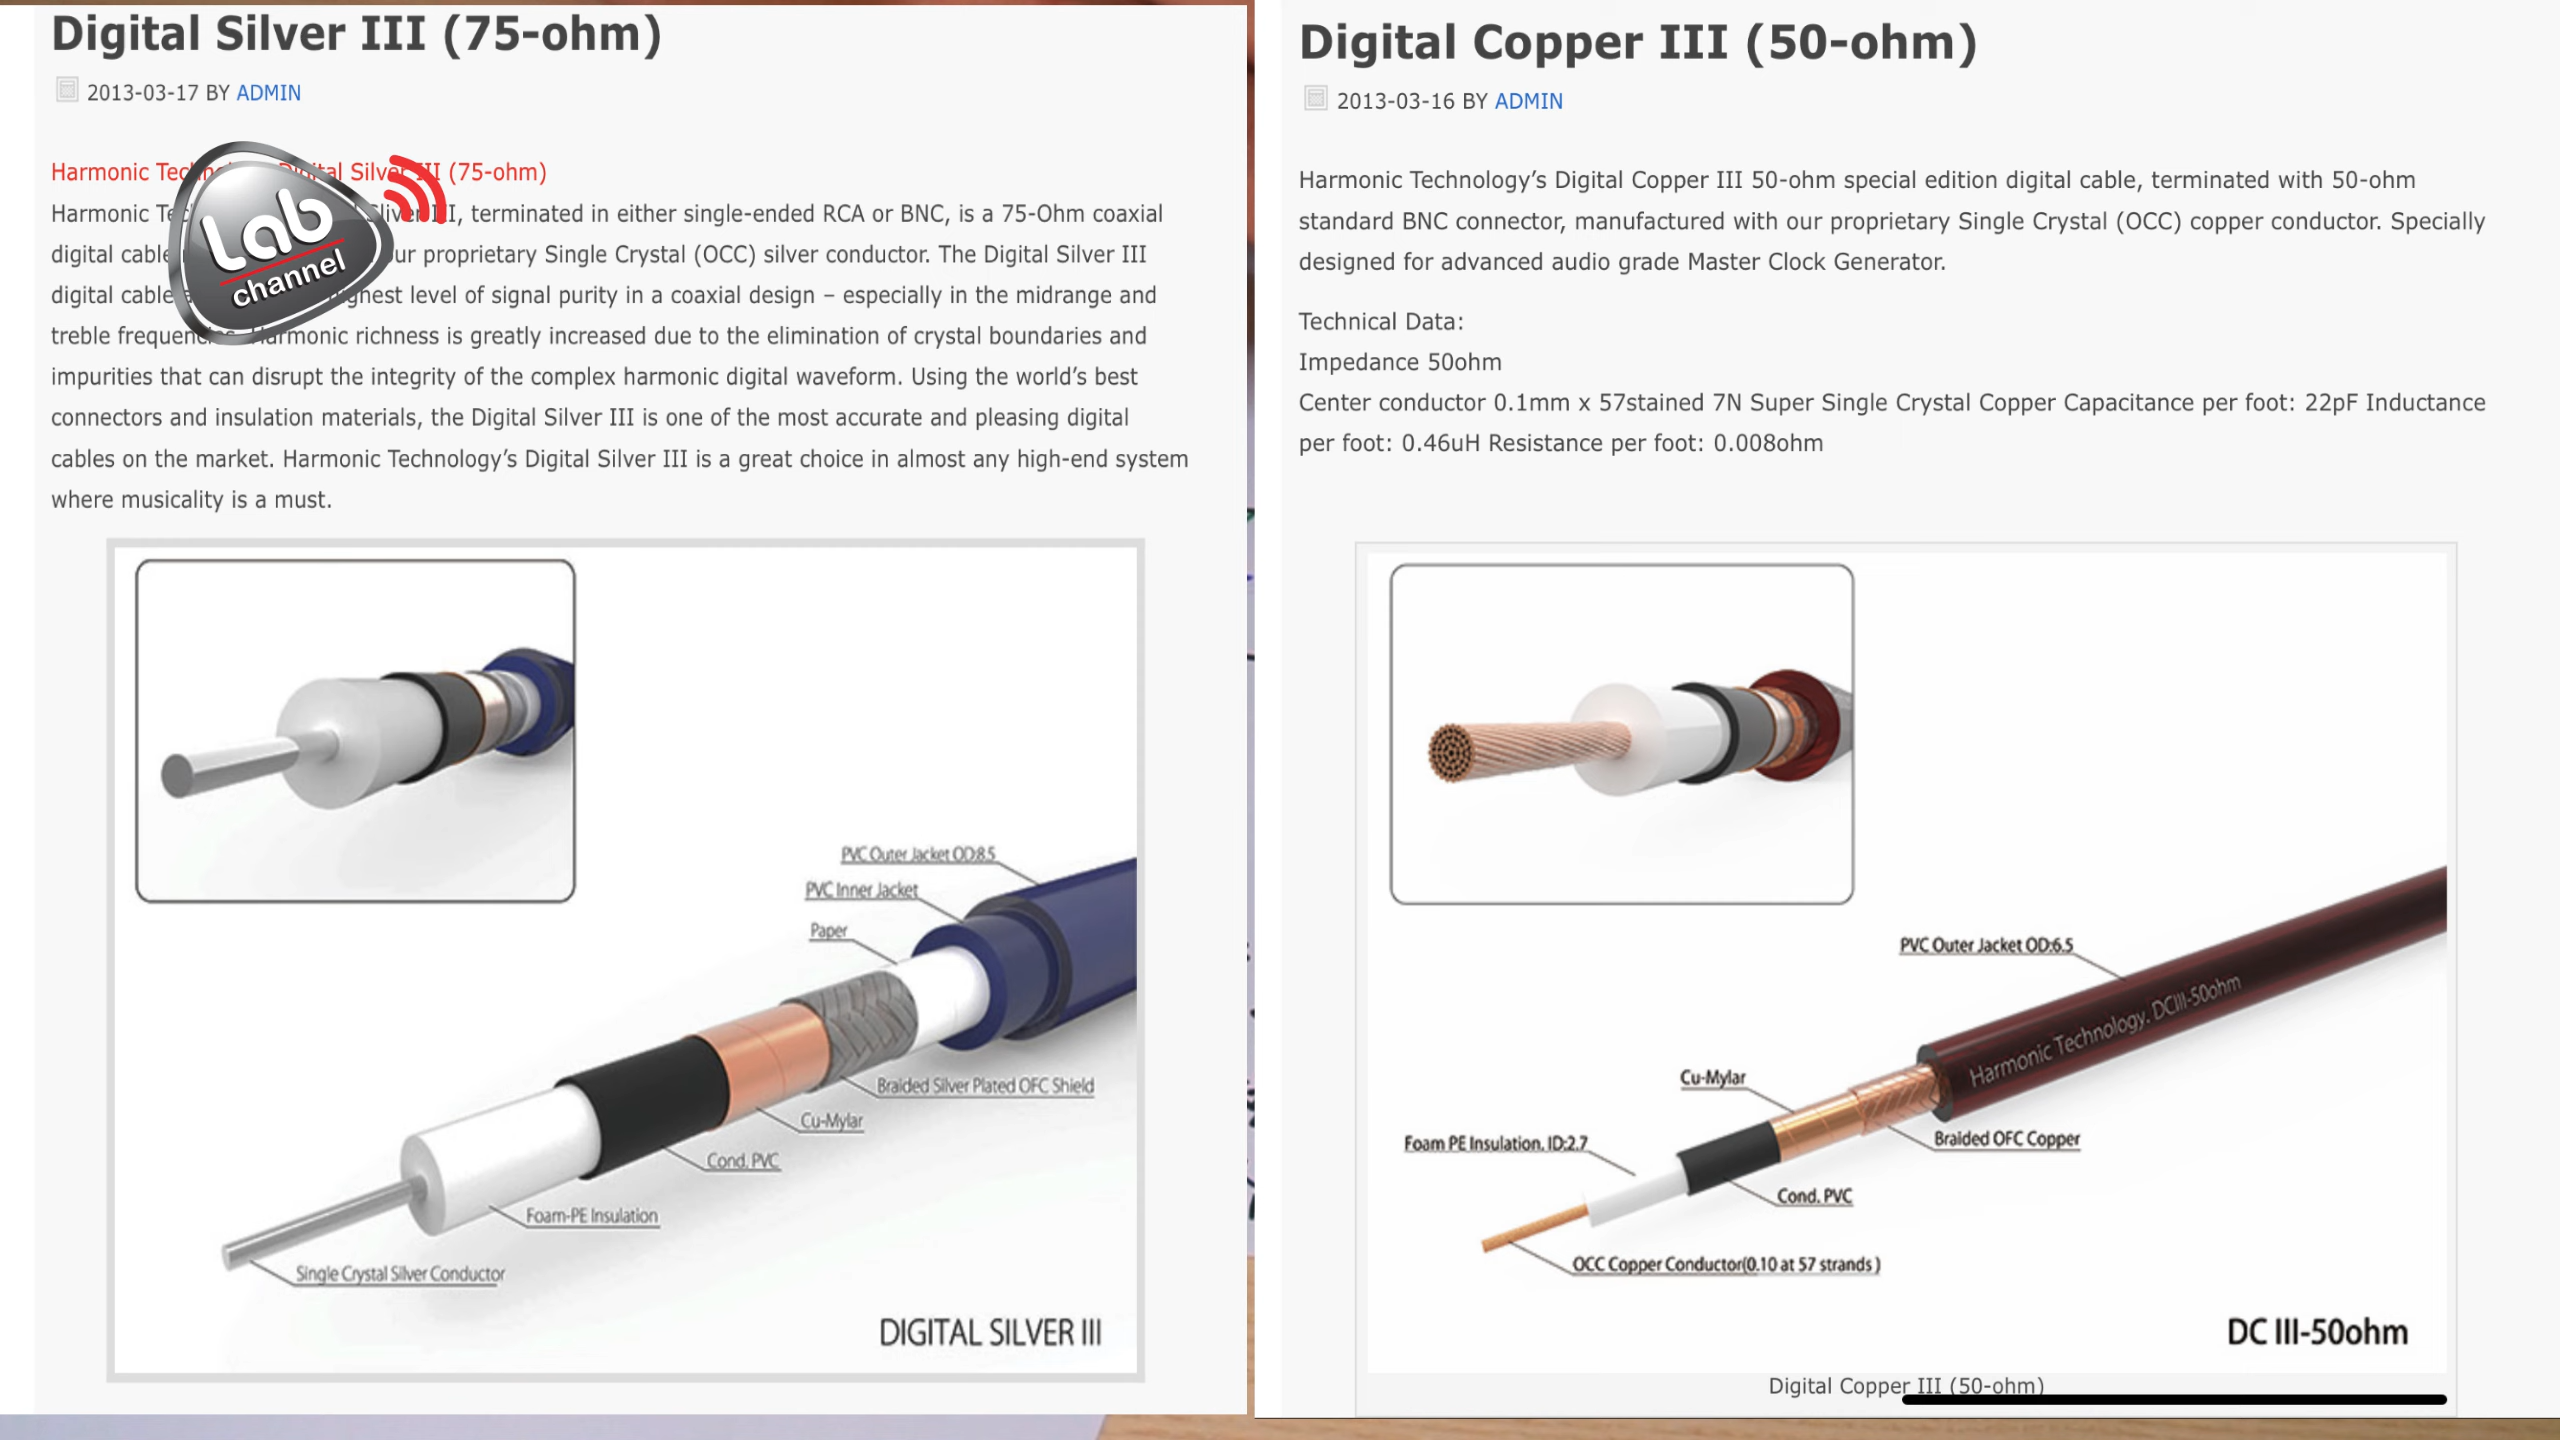 Digital Silver III (75-ohm)
2013-03-17 BY ADMIN
Harmonic Digital Silver III (75-ohm)
Harmonic III, terminated in either single-ended RCA or BNC, is a 75-Ohm coaxial
digital cable our proprietary Single Crystal (OCC) silver conductor. The Digital Silver III
digital cable highest level of signal purity in a coaxial design – especially in the midrange and
treble Harmonic richness is greatly increased due to the elimination of crystal boundaries and
impurities that can disrupt the integrity of the complex harmonic digital waveform. Using the world’s best
connectors and insulation materials, the Digital Silver III is one of the most accurate and pleasing digital
cables on the market. Harmonic Technology’s Digital Silver III is a great choice in almost any high-end system
where musicality is a must.
Lab
channel
PVC Outer Jacket OD:8.5
PVC Inner Jacket
Paper
Braided Silver Plated OFC Shield
Cu-Mylar
Cond. PVC
Foam-PE Insulation
Single Crystal Silver Conductor
DIGITAL SILVER III
Digital Copper III (50-ohm)
2013-03-16 BY ADMIN
Harmonic Technology’s Digital Copper III 50-ohm special edition digital cable, terminated with 50-ohm
standard BNC connector, manufactured with our proprietary Single Crystal (OCC) copper conductor. Specially
designed for advanced audio grade Master Clock Generator.
Technical Data:
Impedance 50ohm
Center conductor 0.1mm x 57stained 7N Super Single Crystal Copper Capacitance per foot: 22pF Inductance
per foot: 0.46uH Resistance per foot: 0.008ohm
PVC Outer Jacket OD:6.5
Harmonic Technology. DCIII-50ohm
Cu-Mylar
Foam PE Insulation, ID:2.7
Braided OFC Copper
Cond. PVC
OCC Copper Conductor(0.10 at 57 strands )
DC III-50ohm
Digital Copper III (50-ohm)